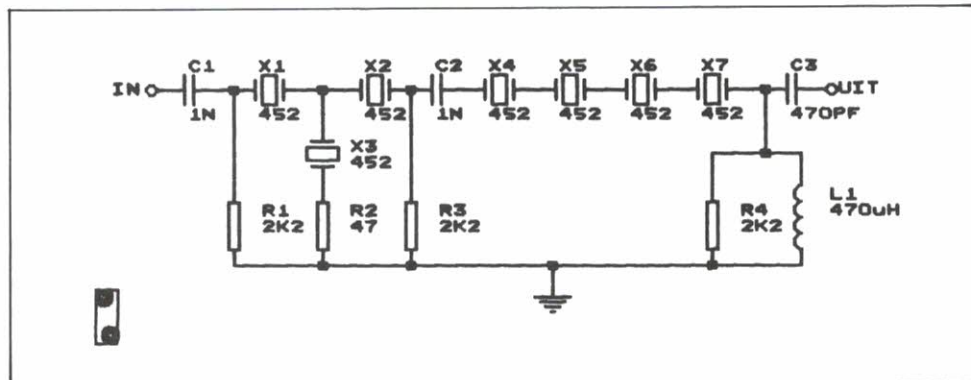 C1 X1 X2 C2 X4 X5 X6 X7 C3
IN UIT
1N 452 452 1N 452 452 452 452 470PF
X3
452
R1 R2 R3 R4 L1
2K2 47 2K2 2K2 470uH